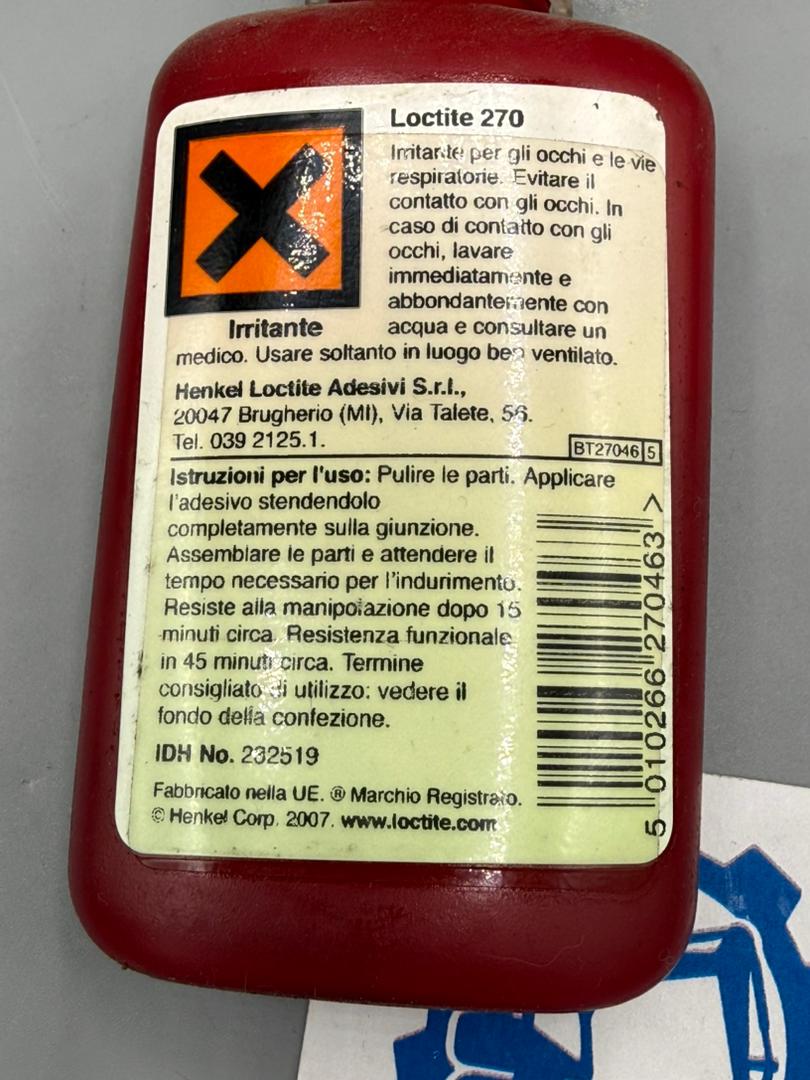 Loctite 270
Irritante per gli occhi e le vie
respiratorie. Evitare il
contatto con gli occhi. In
caso di contatto con gli
occhi, lavare
immediatamente e
abbondantemente con
acqua e consultare un
Irritante
medico. Usare soltanto in luogo ben ventilato.
Henkel Loctite Adesivi S.r.l.,
20047 Brugherio (MI), Via Talete, 56.
Tel. 039 2125.1.
BT27046 5
Istruzioni per l'uso: Pulire le parti. Applicare
l'adesivo stendendolo
completamente sulla giunzione.
Assemblare le parti e attendere il
tempo necessario per l'indurimento.
Resiste alla manipolazione dopo 15
minuti circa. Resistenza funzionale
in 45 minuti circa. Termine
consigliato di utilizzo: vedere il
fondo della confezione.
IDH No. 232519
Fabbricato nella UE. ® Marchio Registrato.
© Henkel Corp. 2007. www.loctite.com
5 010266 270463 >